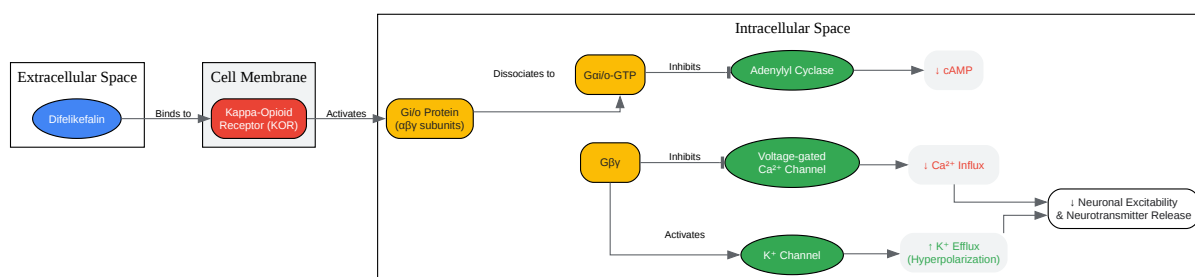 Intracellular Space
Extracellular Space
Cell Membrane
Difelikefalin
Binds to
Kappa-Opioid
Receptor (KOR)
Activates
Gi/o Protein
(αβγ subunits)
Dissociates to
Gαi/o-GTP
Inhibits
Adenylyl Cyclase
↓ cAMP
Gβγ
Inhibits
Voltage-gated
Ca²⁺ Channel
↓ Ca²⁺ Influx
Activates
K⁺ Channel
↑ K⁺ Efflux
(Hyperpolarization)
↓ Neuronal Excitability
& Neurotransmitter Release